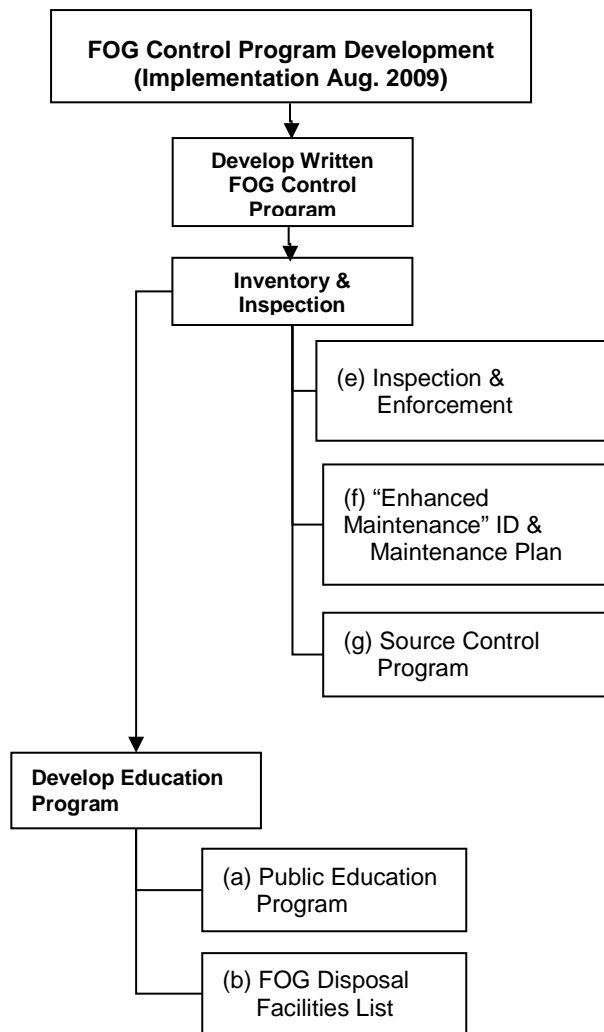 FOG Control Program Development
(Implementation Aug. 2009)
Develop Written
FOG Control
Program
Inventory &
Inspection
(e) Inspection &
Enforcement
(f) “Enhanced
Maintenance” ID &
Maintenance Plan
(g) Source Control
Program
Develop Education
Program
(a) Public Education
Program
(b) FOG Disposal
Facilities List